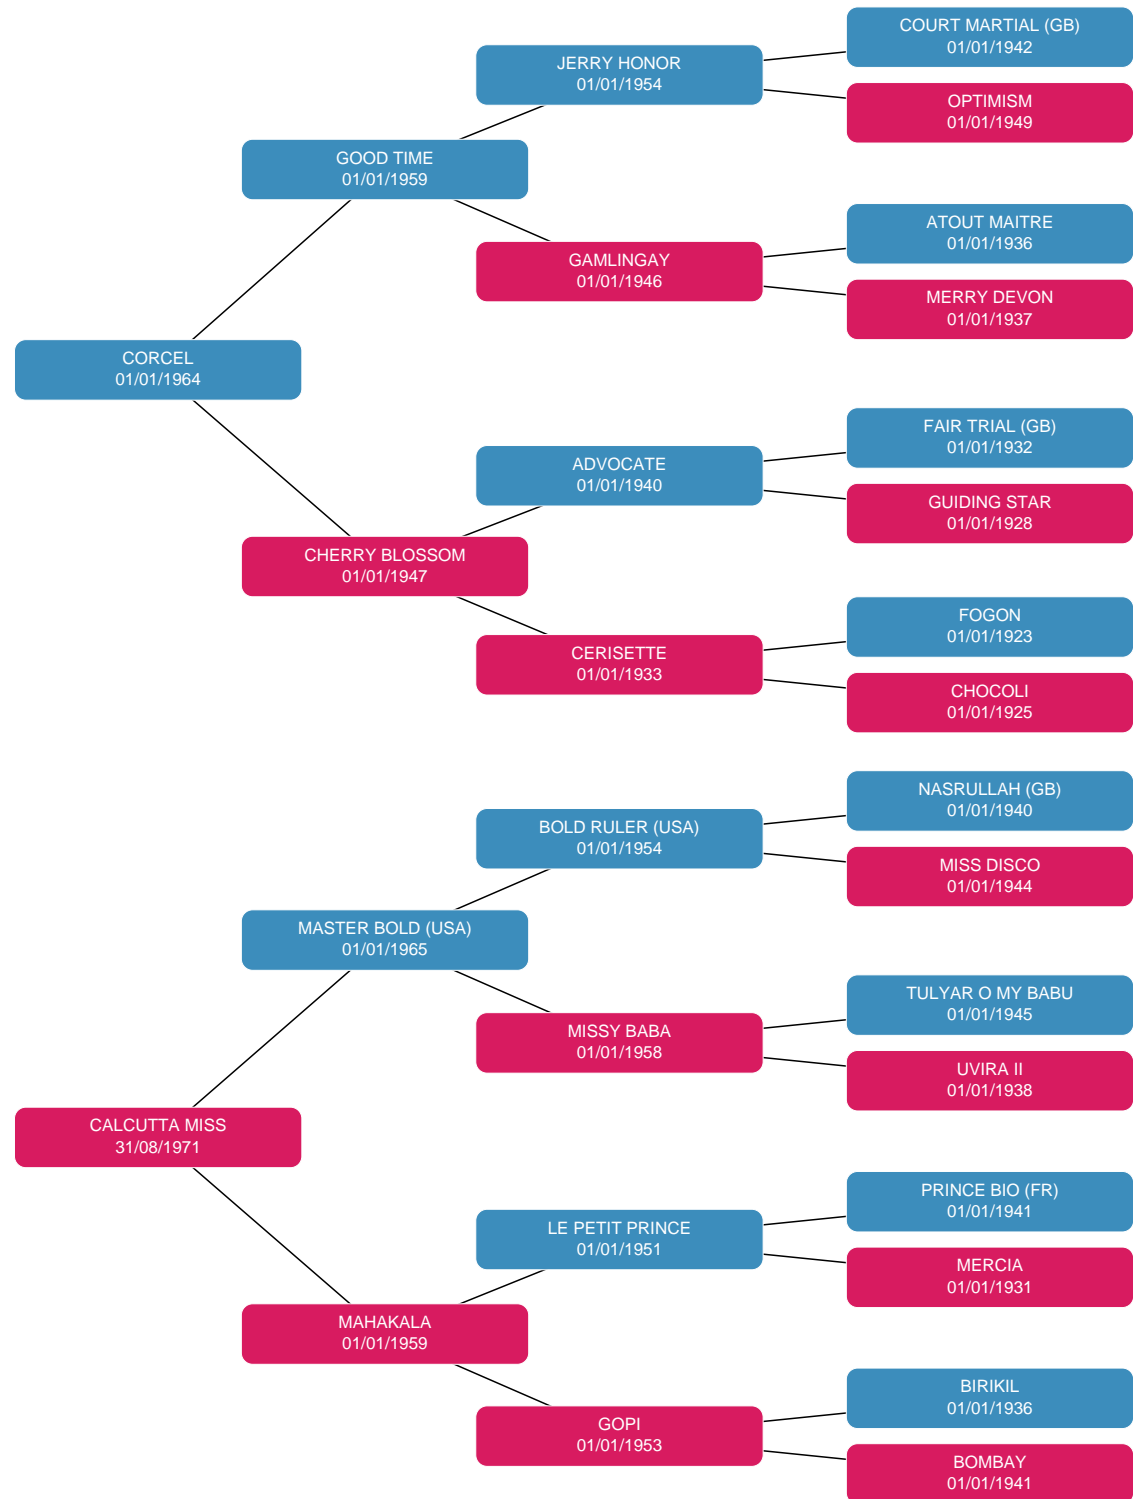 COURT MARTIAL (GB)
01/01/1942
JERRY HONOR
01/01/1954
OPTIMISM
01/01/1949
GOOD TIME
01/01/1959
ATOUT MAITRE
01/01/1936
GAMLINGAY
01/01/1946
MERRY DEVON
01/01/1937
CORCEL
01/01/1964
FAIR TRIAL (GB)
01/01/1932
ADVOCATE
01/01/1940
GUIDING STAR
01/01/1928
CHERRY BLOSSOM
01/01/1947
FOGON
01/01/1923
CERISETTE
01/01/1933
CHOCOLI
01/01/1925
NASRULLAH (GB)
01/01/1940
BOLD RULER (USA)
01/01/1954
MISS DISCO
01/01/1944
MASTER BOLD (USA)
01/01/1965
TULYAR O MY BABU
01/01/1945
MISSY BABA
01/01/1958
UVIRA II
01/01/1938
CALCUTTA MISS
31/08/1971
PRINCE BIO (FR)
01/01/1941
LE PETIT PRINCE
01/01/1951
MERCIA
01/01/1931
MAHAKALA
01/01/1959
BIRIKIL
01/01/1936
GOPI
01/01/1953
BOMBAY
01/01/1941